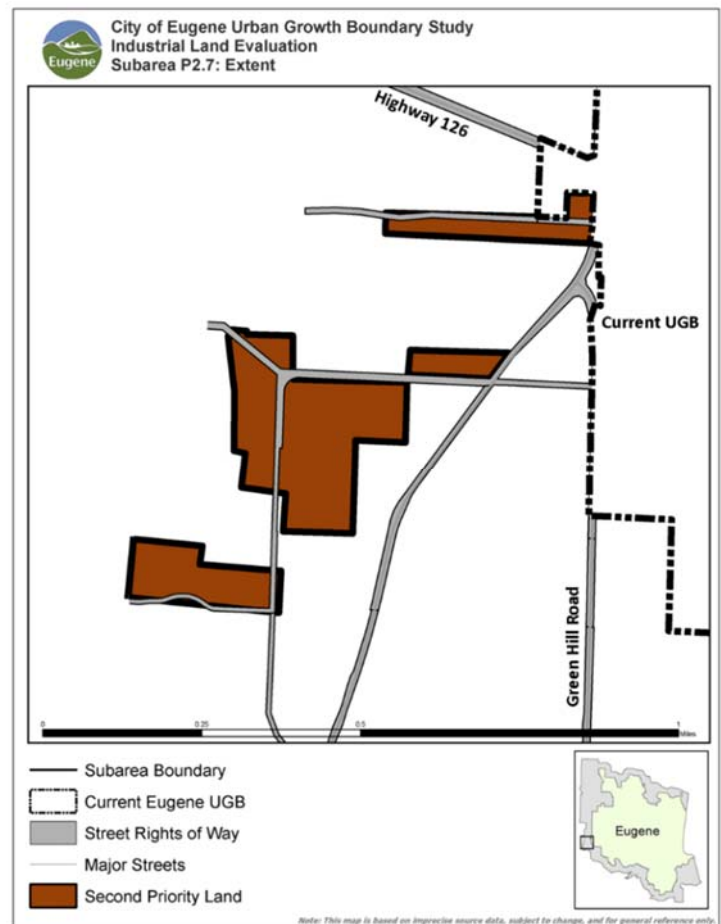 City of Eugene Urban Growth Boundary Study
Industrial Land Evaluation
Subarea P2.7: Extent
Eugene
Highway 126
Current UGB
Green Hill Road
0
0.25
0.5
1
Miles
Subarea Boundary
Current Eugene UGB
Street Rights of Way
Major Streets
Second Priority Land
Eugene
Note: This map is based on imprecise source data, subject to change, and for general reference only.